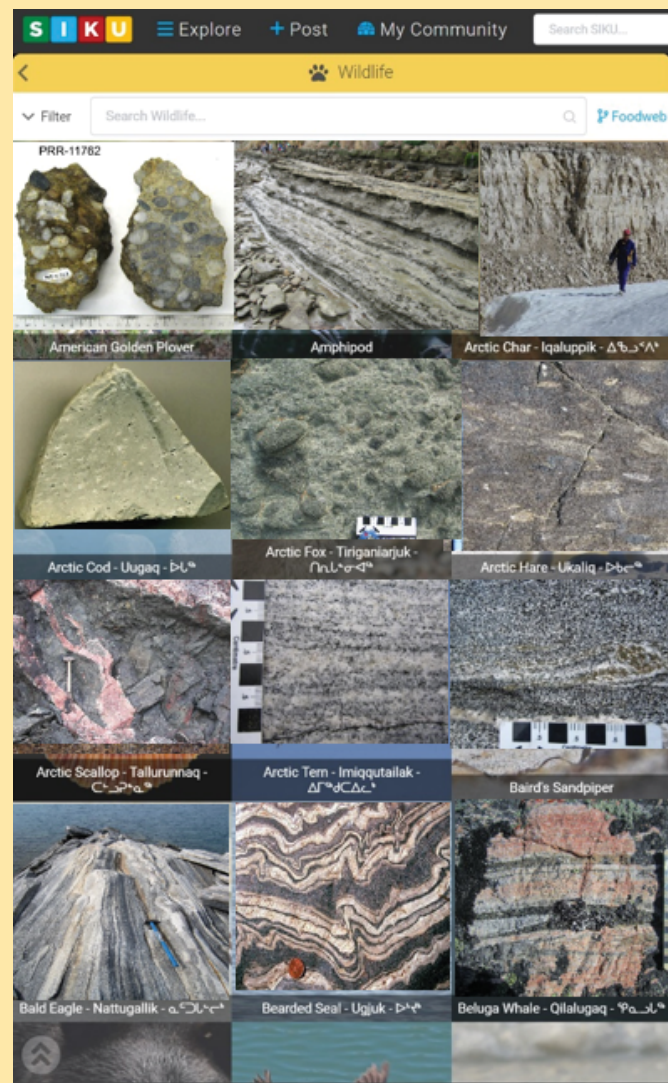 SIKU Explore + Post My Community Search SIKU...
Wildlife
Filter Search Wildlife... Foodweb
PRR-11762
American Golden Plover
Amphipod
Arctic Char - Iqaluppik - ᐃᖃᓗᑉᐱᒃ
Arctic Cod - Uugaq - ᐆᒐᖅ
Arctic Fox - Tiriganiarjuk -
Arctic Hare - Ukaliq - ᐅᑲᓕᖅ
Arctic Scallop - Tallurunnaq -
Arctic Tern - Imiqqutailak -
Baird's Sandpiper
Bald Eagle - Nattugallik -
Bearded Seal - Ugjuk -
Beluga Whale - Qilalugaq - ᕿᓇᓗᒐᖅ